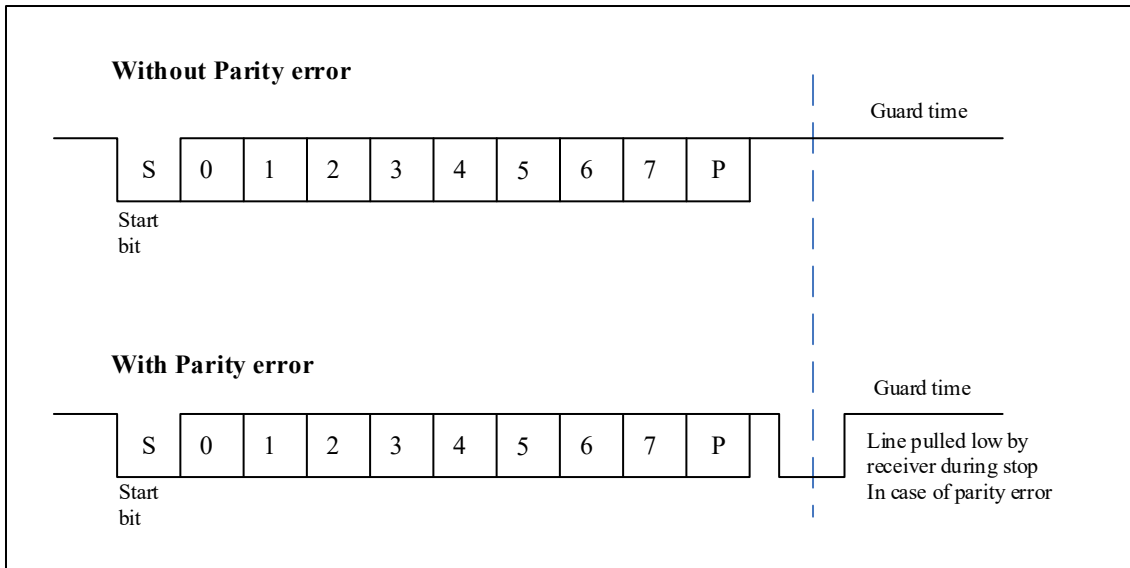 Without Parity error
Guard time
S 0 1 2 3 4 5 6 7 P
Start
bit
With Parity error
Guard time
S 0 1 2 3 4 5 6 7 P
Line pulled low by
receiver during stop
In case of parity error
Start
bit